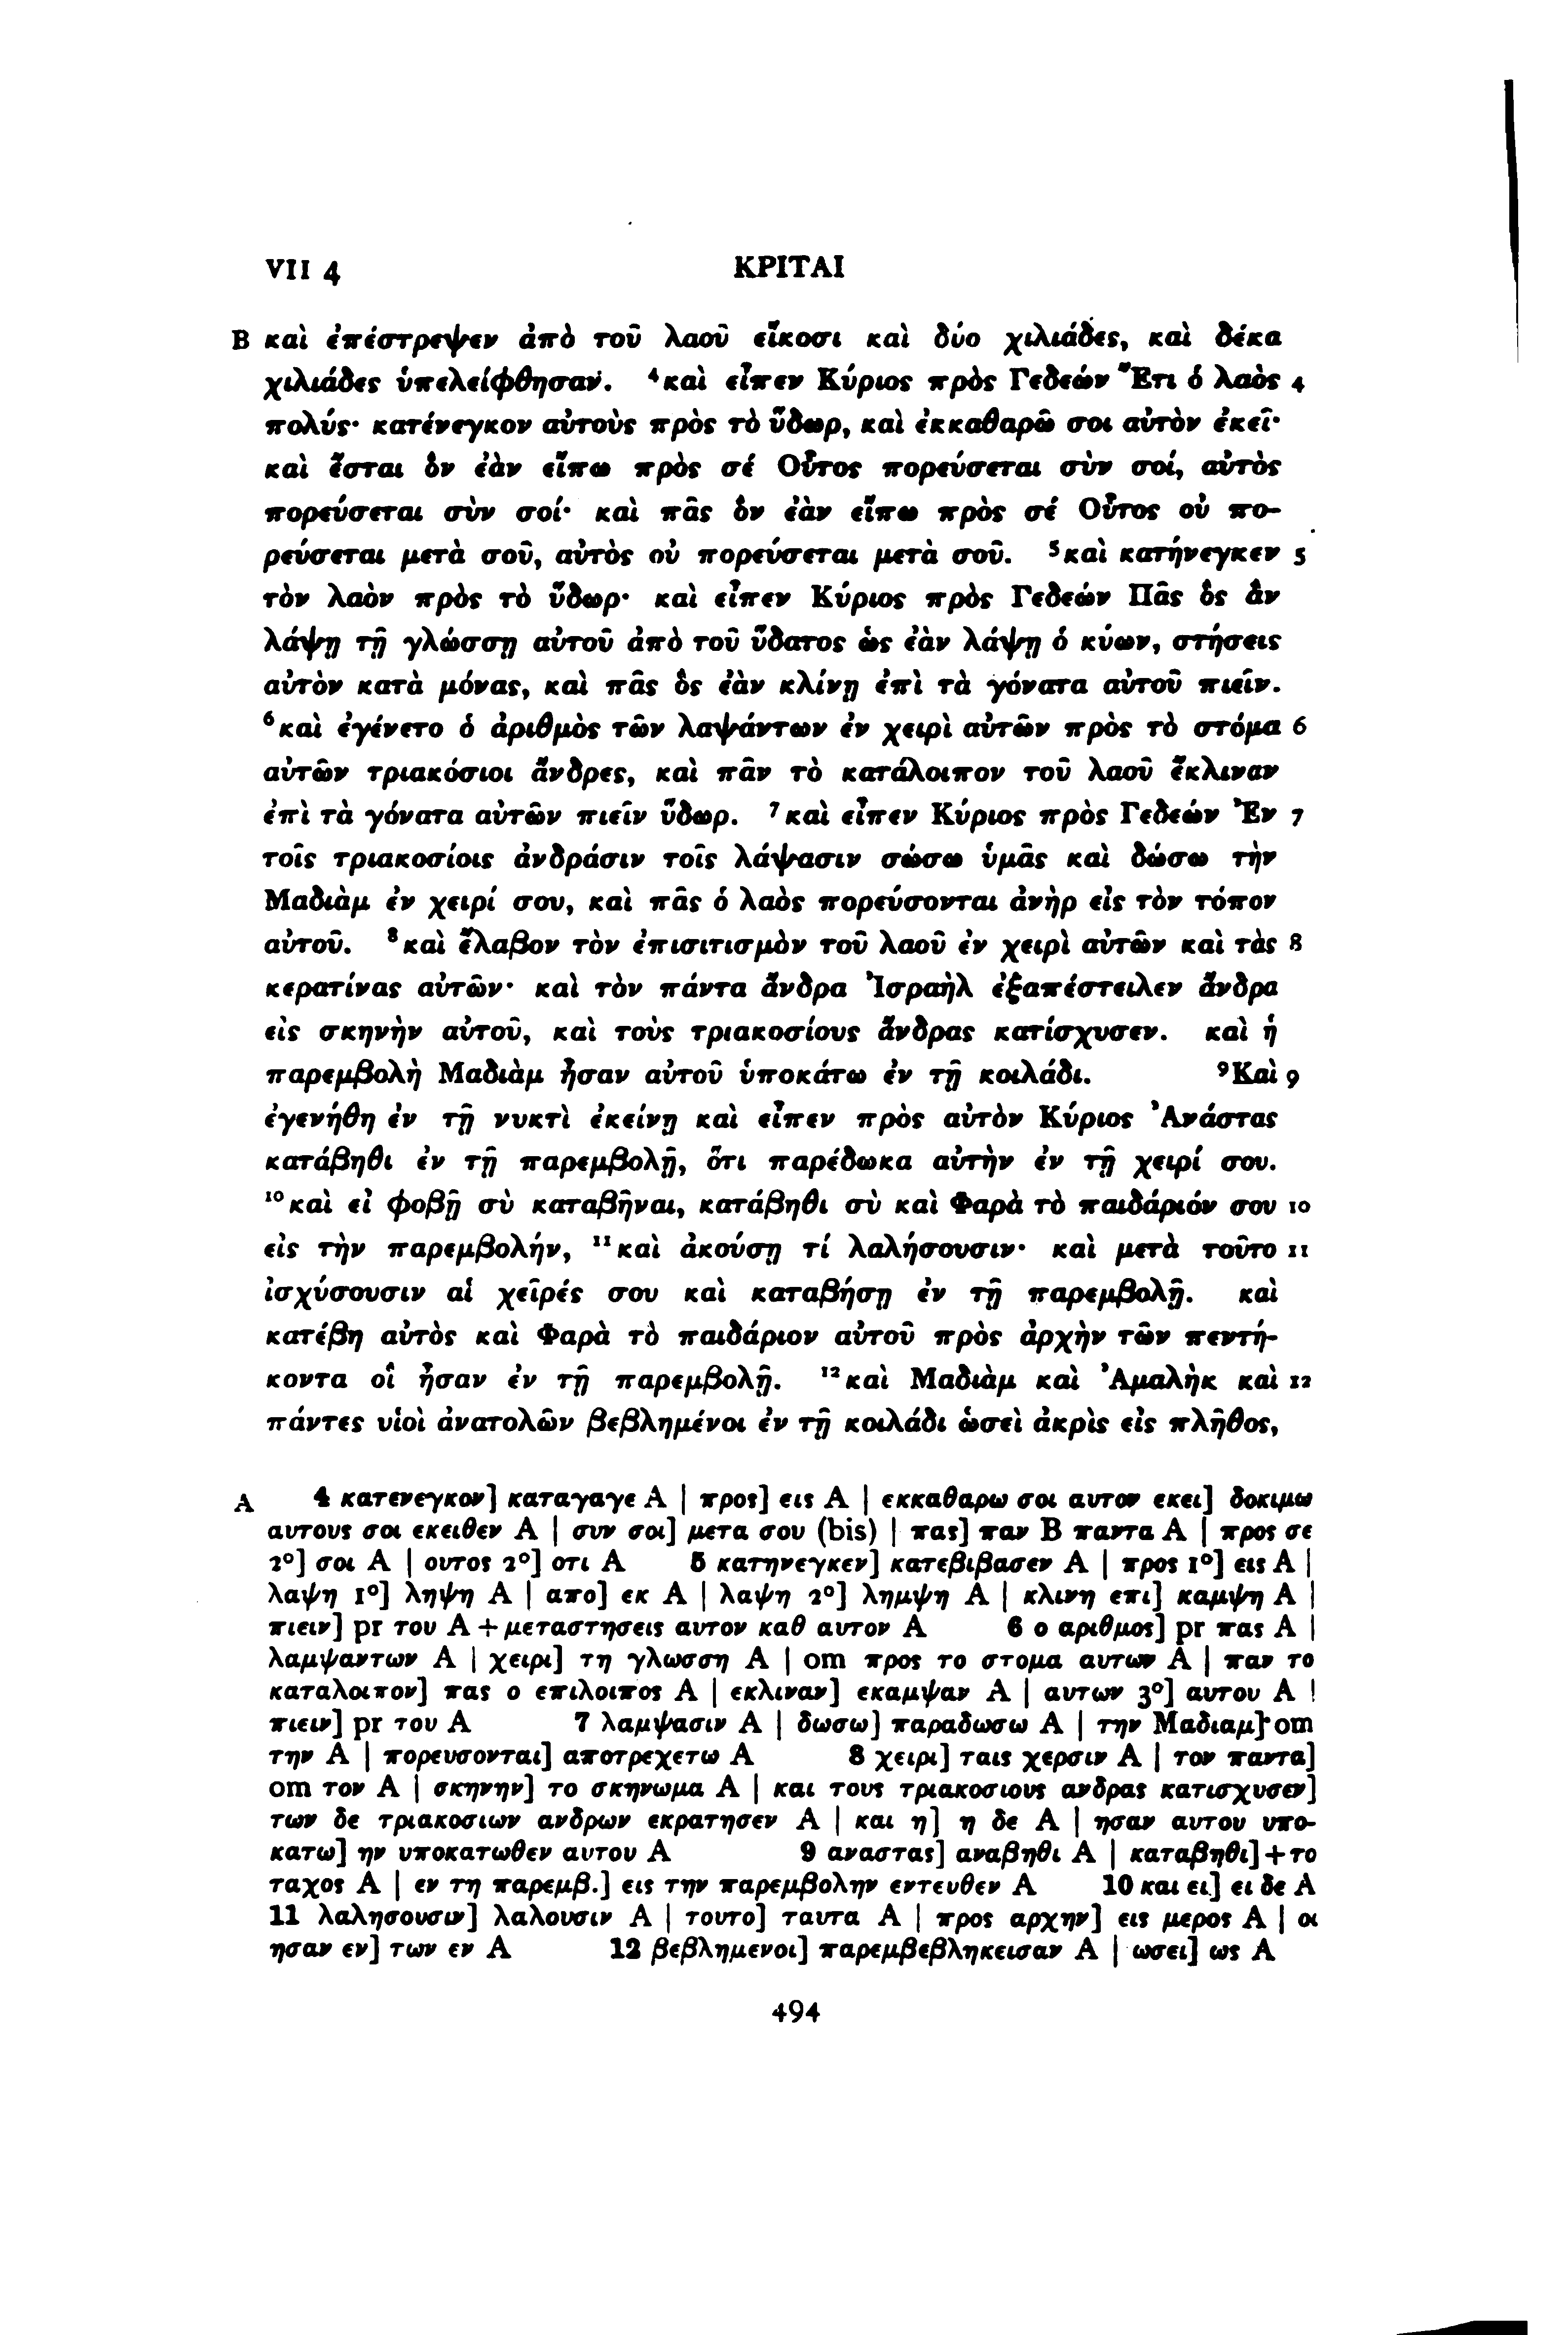 VII 4 ΚΡΙΤΑΙ
B καὶ ἐπέστρεψεν ἀπὸ τοῦ λαοῦ εἴκοσι καὶ δύο χιλιάδες, καὶ δέκα
χιλιάδες ὑπελείφθησαν. ⁴καὶ εἶπεν Κύριος πρὸς Γεδεών Ἔτι ὁ λαὸς 4
πολύς· κατένεγκον αὐτοὺς πρὸς τὸ ὕδωρ, καὶ ἐκκαθαρῶ σοι αὐτὸν ἐκεῖ·
καὶ ἔσται ὃν ἐὰν εἴπω πρὸς σέ Οὗτος πορεύσεται σὺν σοί, αὐτὸς
πορεύσεται σὺν σοί· καὶ πᾶς ὃν ἐὰν εἴπω πρὸς σέ Οὗτος οὐ πο-
ρεύσεται μετὰ σοῦ, αὐτὸς οὐ πορεύσεται μετὰ σοῦ. ⁵καὶ κατήνεγκεν 5
τὸν λαὸν πρὸς τὸ ὕδωρ· καὶ εἶπεν Κύριος πρὸς Γεδεών Πᾶς ὃς ἂν
λάψῃ τῇ γλώσσῃ αὐτοῦ ἀπὸ τοῦ ὕδατος ὡς ἐὰν λάψῃ ὁ κύων, στήσεις
αὐτὸν κατὰ μόνας, καὶ πᾶς ὃς ἐὰν κλίνῃ ἐπὶ τὰ γόνατα αὐτοῦ πιεῖν.
⁶καὶ ἐγένετο ὁ ἀριθμὸς τῶν λαψάντων ἐν χειρὶ αὐτῶν πρὸς τὸ στόμα 6
αὐτῶν τριακόσιοι ἄνδρες, καὶ πᾶν τὸ κατάλοιπον τοῦ λαοῦ ἔκλιναν
ἐπὶ τὰ γόνατα αὐτῶν πιεῖν ὕδωρ. ⁷καὶ εἶπεν Κύριος πρὸς Γεδεών Ἐν 7
τοῖς τριακοσίοις ἀνδράσιν τοῖς λάψασιν σώσω ὑμᾶς καὶ δώσω τὴν
Μαδιὰμ ἐν χειρί σου, καὶ πᾶς ὁ λαὸς πορεύσονται ἀνὴρ εἰς τὸν τόπον
αὐτοῦ. ⁸καὶ ἔλαβον τὸν ἐπισιτισμὸν τοῦ λαοῦ ἐν χειρὶ αὐτῶν καὶ τὰς 8
κερατίνας αὐτῶν· καὶ τὸν πάντα ἄνδρα Ἰσραὴλ ἐξαπέστειλεν ἄνδρα
εἰς σκηνὴν αὐτοῦ, καὶ τοὺς τριακοσίους ἄνδρας κατίσχυσεν. καὶ ἡ
παρεμβολὴ Μαδιὰμ ἦσαν αὐτοῦ ὑποκάτω ἐν τῇ κοιλάδι. ⁹Καὶ 9
ἐγενήθη ἐν τῇ νυκτὶ ἐκείνῃ καὶ εἶπεν πρὸς αὐτὸν Κύριος Ἀνάστας
κατάβηθι ἐν τῇ παρεμβολῇ, ὅτι παρέδωκα αὐτὴν ἐν τῇ χειρί σου.
¹⁰καὶ εἰ φοβῇ σὺ καταβῆναι, κατάβηθι σὺ καὶ Φαρὰ τὸ παιδάριόν σου 10
εἰς τὴν παρεμβολήν, ¹¹καὶ ἀκούσῃ τί λαλήσουσιν· καὶ μετὰ τοῦτο 11
ἰσχύσουσιν αἱ χεῖρές σου καὶ καταβήσῃ ἐν τῇ παρεμβολῇ. καὶ
κατέβη αὐτὸς καὶ Φαρὰ τὸ παιδάριον αὐτοῦ πρὸς ἀρχὴν τῶν πεντή-
κοντα οἳ ἦσαν ἐν τῇ παρεμβολῇ. ¹²καὶ Μαδιὰμ καὶ Ἀμαλὴκ καὶ 12
πάντες υἱοὶ ἀνατολῶν βεβλημένοι ἐν τῇ κοιλάδι ὡσεὶ ἀκρὶς εἰς πλῆθος,
A 4 κατενεγκον] καταγαγε A | προς] εις A | εκκαθαρω σοι αυτον εκει] δοκιμω
αυτους σοι εκειθεν A | συν σοι] μετα σου (bis) | πας] παν B παντα A | προς σε
2°] σοι A | ουτος 2°] οτι A 5 κατηνεγκεν] κατεβιβασεν A | προς 1°] εις A |
λαψη 1°] ληψη A | απο] εκ A | λαψη 2°] λημψη A | κλινη επι] καμψη A |
πιειν] pr του A + μεταστησεις αυτον καθ αυτον A 6 ο αριθμος] pr πας A |
λαμψαντων A | χειρι] τη γλωσση A | om προς το στομα αυτων A | παν το
καταλοιπον] πας ο επιλοιπος A | εκλιναν] εκαμψαν A | αυτων 3°] αυτου A |
πιειν] pr του A 7 λαμψασιν A | δωσω] παραδωσω A | την Μαδιαμ] om
την A | πορευσονται] αποτρεχετω A 8 χειρι] ταις χερσιν A | τον παντα]
om τον A | σκηνην] το σκηνωμα A | και τους τριακοσιους ανδρας κατισχυσεν]
των δε τριακοσιων ανδρων εκρατησεν A | και η] η δε A | ησαν αυτου υπο-
κατω] ην υποκατωθεν αυτου A 9 αναστας] αναβηθι A | καταβηθι] + το
ταχος A | εν τη παρεμβ.] εις την παρεμβολην εντευθεν A 10 και ει] ει δε A
11 λαλησουσιν] λαλουσιν A | τουτο] ταυτα A | προς αρχην] εις μερος A | οι
ησαν εν] των εν A 12 βεβλημενοι] παρεμβεβληκεισαν A | ωσει] ως A
494